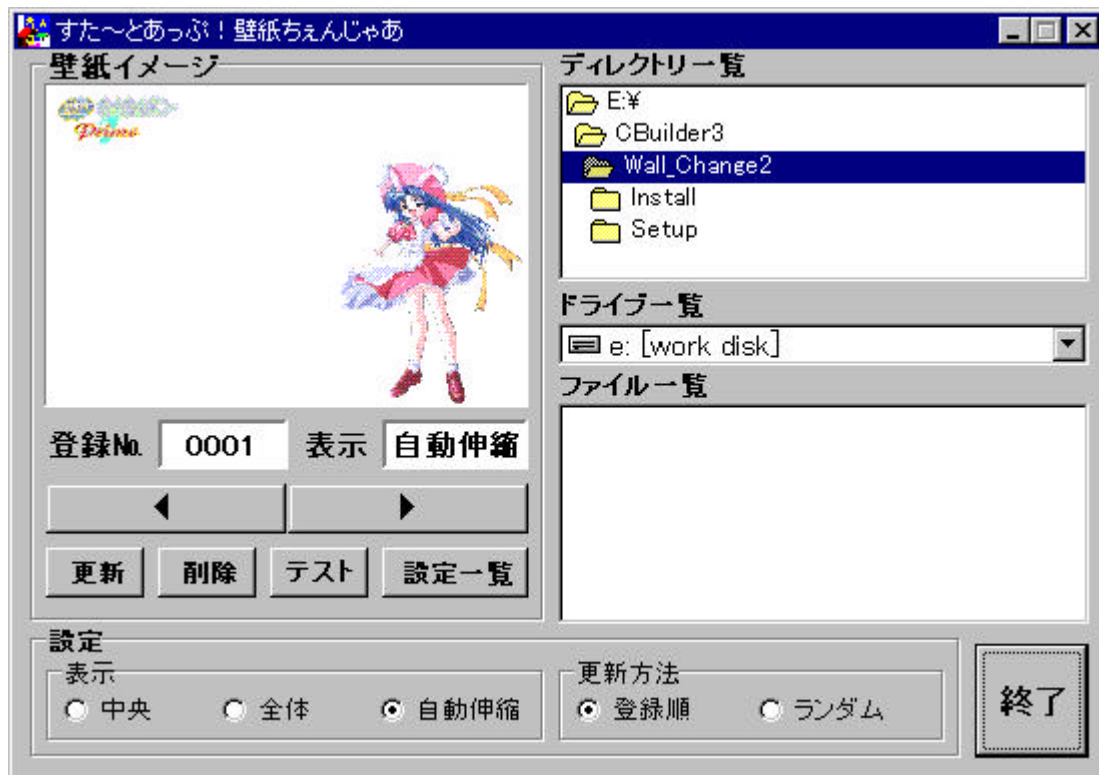 すた～とあっぷ！壁紙ちぇんじゃあ
壁紙イメージ
Prime
登録№ 0001 表示 自動伸縮
更新 削除 テスト 設定一覧
ディレクトリ一覧
E:¥
CBuilder3
Wall_Change2
Install
Setup
ドライブ一覧
e: [work disk]
ファイル一覧
設定
表示
中央 全体 自動伸縮
更新方法
登録順 ランダム
終了